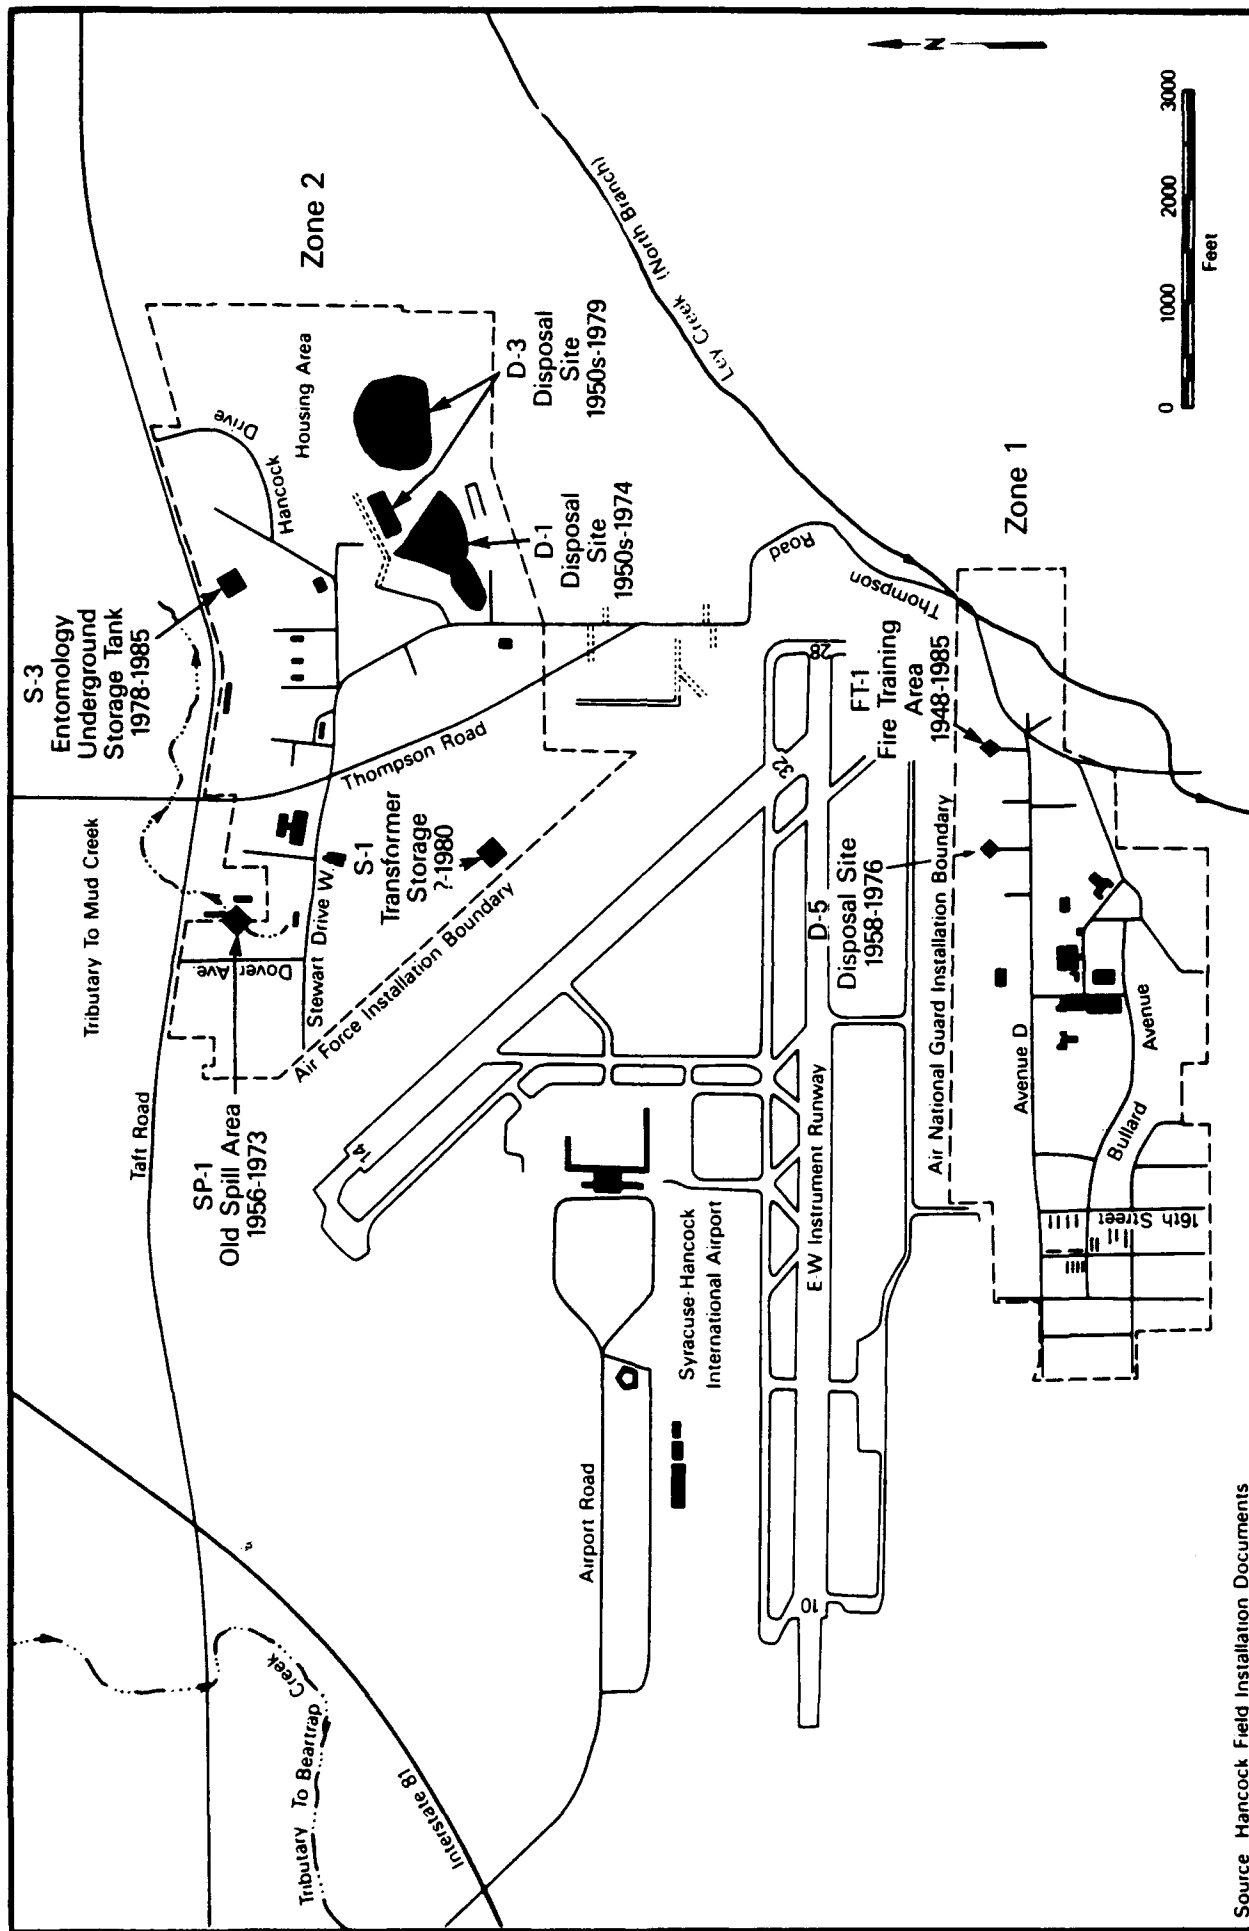 S-3
Entomology
Underground
Storage Tank
1978-1985
Tributary To Mud Creek
Taft Road
SP-1
Old Spill Area
1956-1973
Dover Ave.
Stewart Drive W.
Thompson Road
Hancock
Drive
Housing Area
Zone 2
S-1
Transformer
Storage
?-1980
Air Force Installation Boundary
D-1
Disposal
Site
1950s-1974
D-3
Disposal
Site
1950s-1979
Tributary To Beartrap
Creek
Interstate 81
Airport Road
Syracuse-Hancock
International Airport
14
32
28
10
E-W Instrument Runway
Thompson
Road
Ley Creek (North Branch)
FT-1
Fire Training
Area
1948-1985
D-5
Disposal Site
1958-1976
Air National Guard Installation Boundary
Avenue D
Bullard
Avenue
16th Street
Zone 1
N
0 1000 2000 3000
Feet
Source Hancock Field Installation Documents